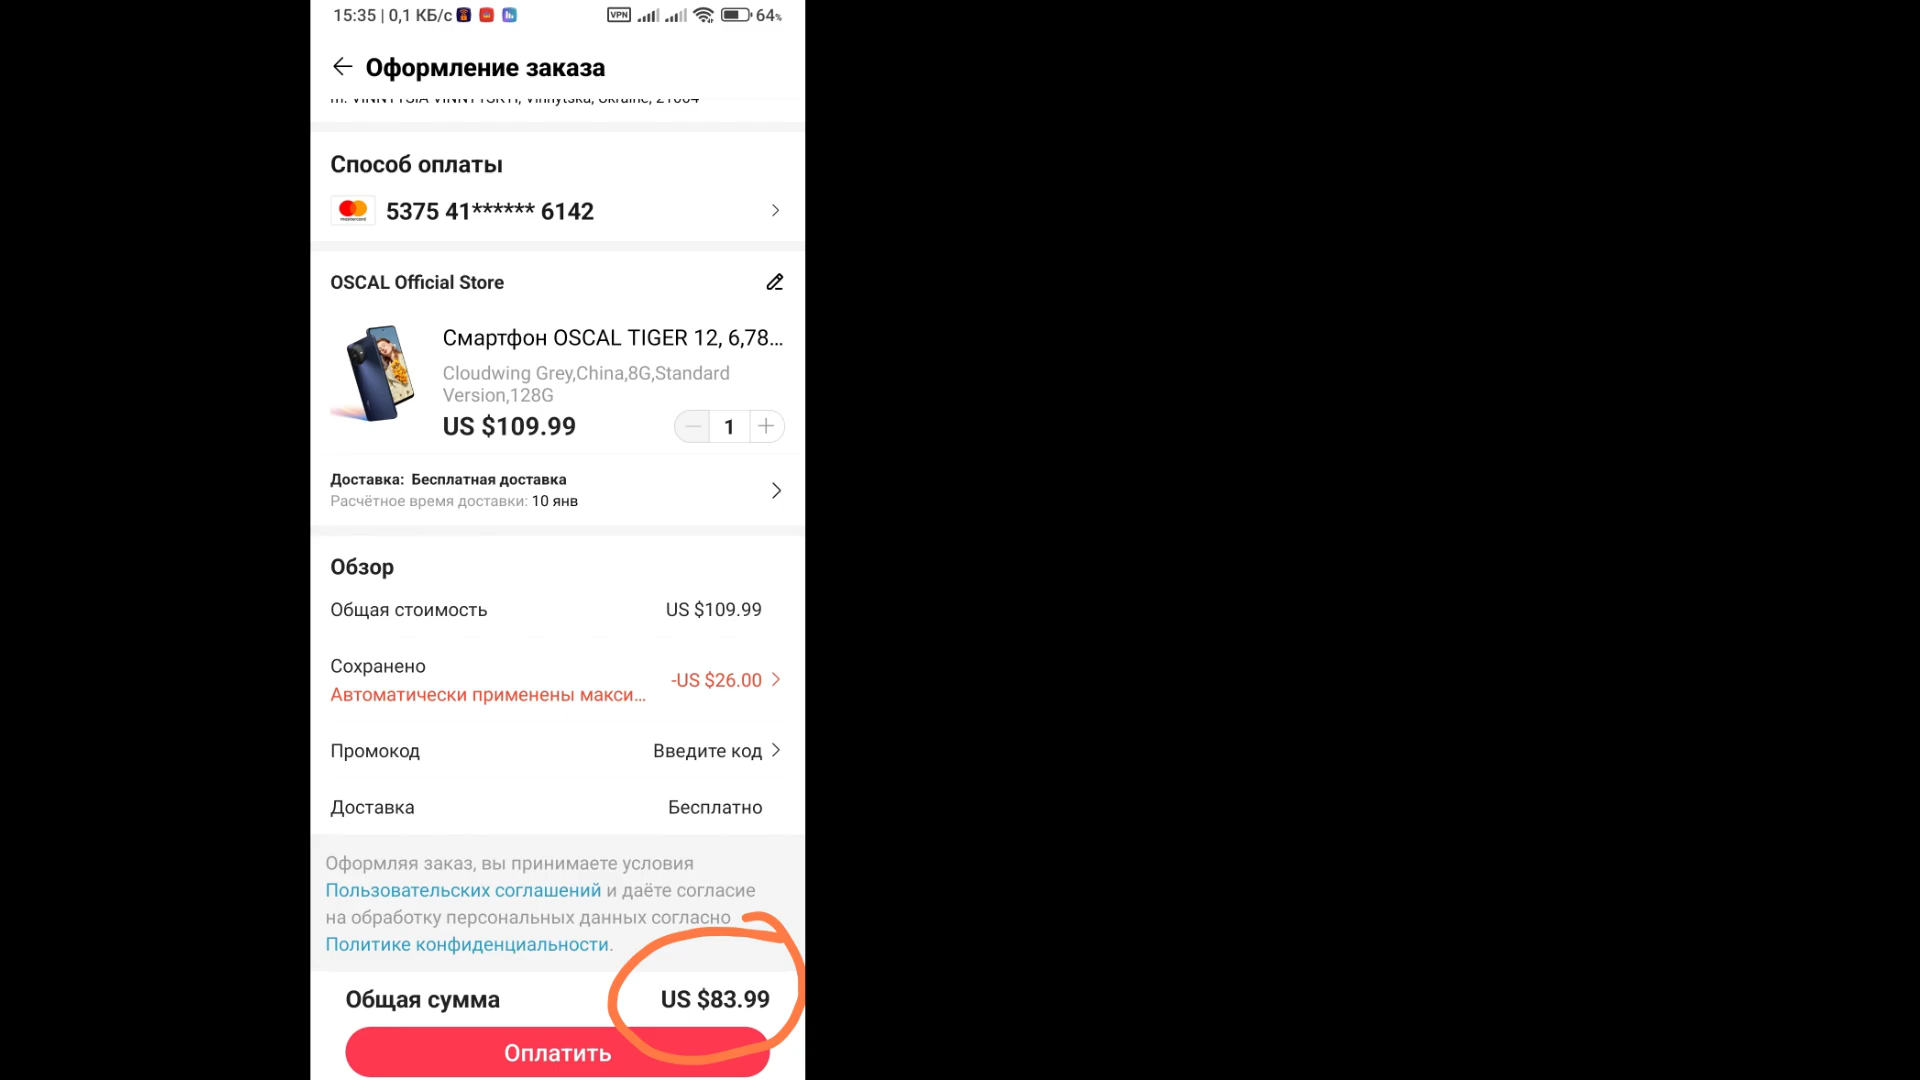 15:35 | 0,1 КБ/с VPN 64%
Оформление заказа
Vinnytska, Ukraine, 21004
Способ оплаты
5375 41****** 6142
OSCAL Official Store
Смартфон OSCAL TIGER 12, 6,78...
Cloudwing Grey,China,8G,Standard
Version,128G
US $109.99
1
Доставка: Бесплатная доставка
Расчётное время доставки: 10 янв
Обзор
Общая стоимость US $109.99
Сохранено
Автоматически применены макси... -US $26.00
Промокод Введите код
Доставка Бесплатно
Оформляя заказ, вы принимаете условия
Пользовательских соглашений и даёте согласие
на обработку персональных данных согласно
Политике конфиденциальности.
Общая сумма US $83.99
Оплатить